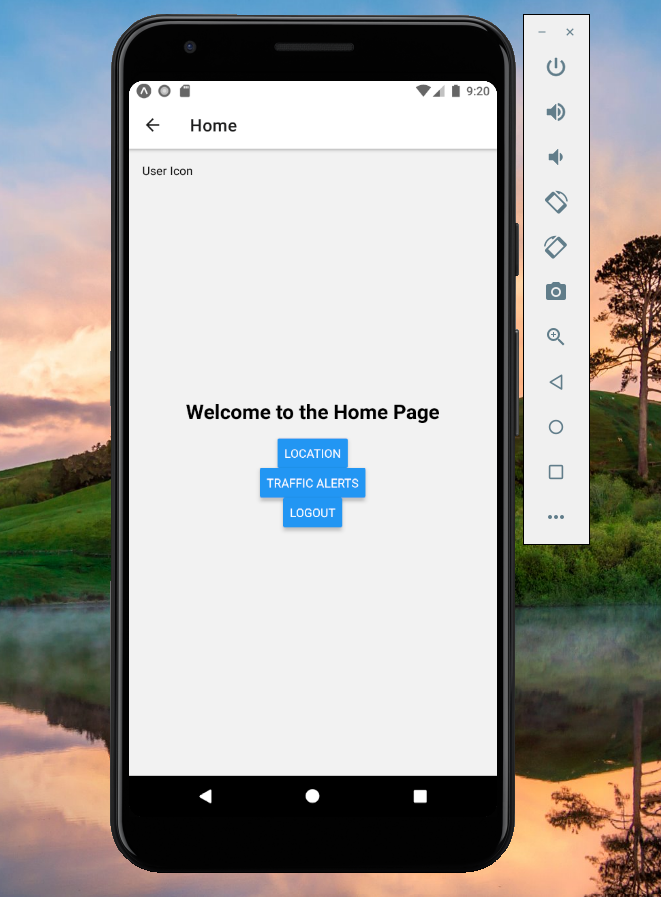 9:20
Home
User Icon
Welcome to the Home Page
LOCATION
TRAFFIC ALERTS
LOGOUT